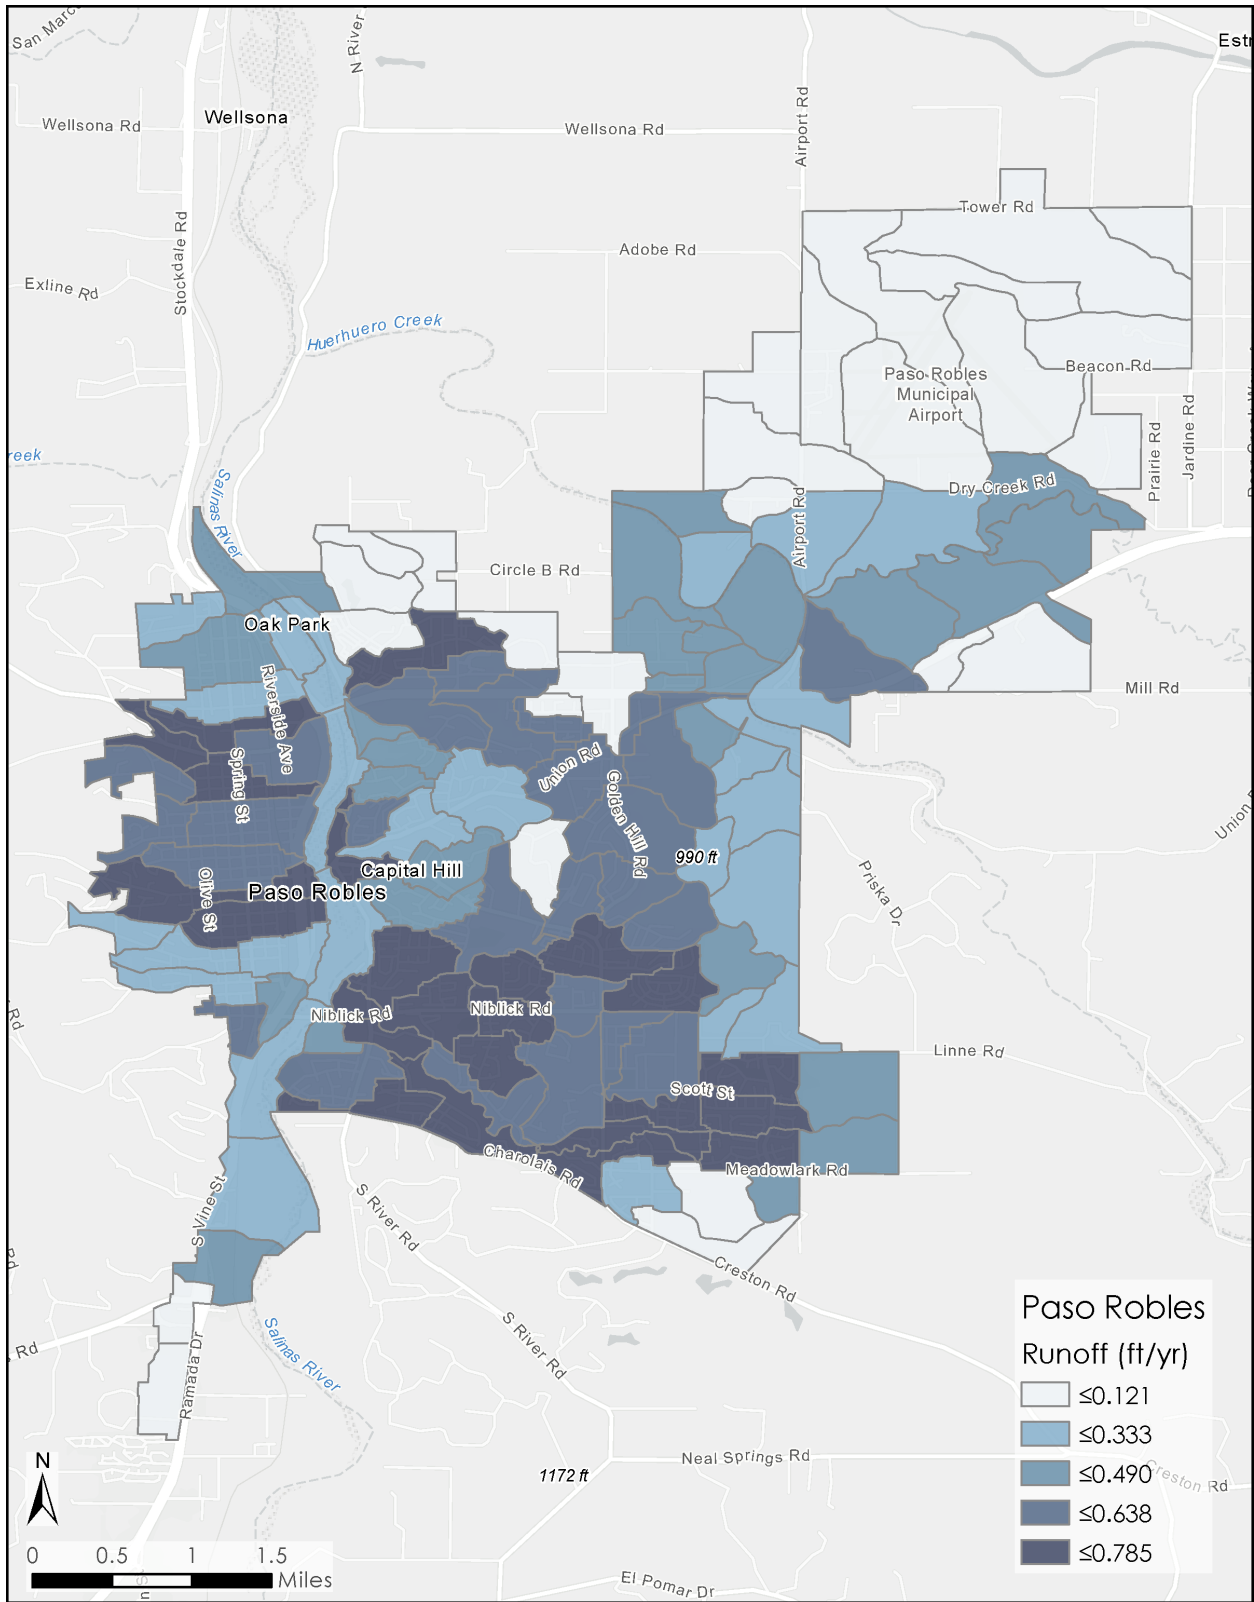 San Marc
N River
Estr
Wellsona
Wellsona Rd
Wellsona Rd
Airport Rd
Stockdale Rd
Tower Rd
Adobe Rd
Exline Rd
Huerhuero Creek
Beacon Rd
Paso Robles
Municipal
Airport
Prairie Rd
Jardine Rd
reek
Salinas
River
Dry Creek Rd
Airport Rd
Circle B Rd
Oak Park
Riverside
Ave
Mill Rd
Spring St
Union Rd
Golden Hill Rd
Union
990 ft
Capital Hill
Priska Dr
Olive St
Paso Robles
Rd
Niblick Rd
Niblick Rd
Linne Rd
Scott St
Charolais Rd
Meadowlark Rd
S Vine St
S River Rd
Rd
Creston Rd
Salinas
River
S River Rd
Rd
Ramada Dr
Neal Springs Rd
1172 ft
Creston Rd
El Pomar Dr
Paso Robles
Runoff (ft/yr)
≤0.121
≤0.333
≤0.490
≤0.638
≤0.785
N
0 0.5 1 1.5
Miles